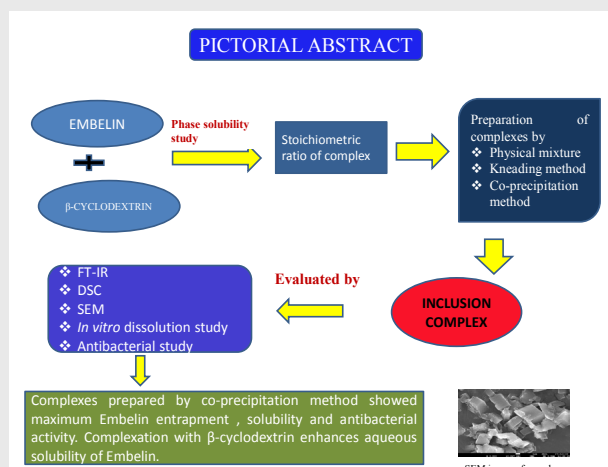 PICTORIAL ABSTRACT
EMBELIN
+
β-CYCLODEXTRIN
Phase solubility
study
Stoichiometric
ratio of complex
Preparation of
complexes by
❖ Physical mixture
❖ Kneading method
❖ Co-precipitation
method
INCLUSION
COMPLEX
Evaluated by
❖ FT-IR
❖ DSC
❖ SEM
❖ In vitro dissolution study
❖ Antibacterial study
Complexes prepared by co-precipitation method showed
maximum Embelin entrapment , solubility and antibacterial
activity. Complexation with β-cyclodextrin enhances aqueous
solubility of Embelin.